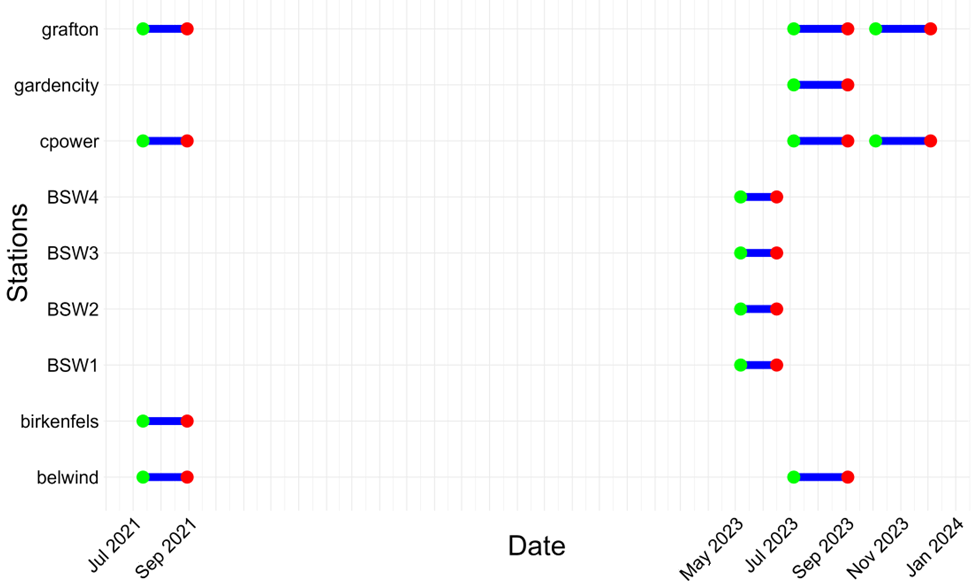 grafton
gardencity
cpower
BSW4
BSW3
BSW2
BSW1
birkenfels
belwind
Stations
Jul 2021
Sep 2021
May 2023
Jul 2023
Sep 2023
Nov 2023
Jan 2024
Date